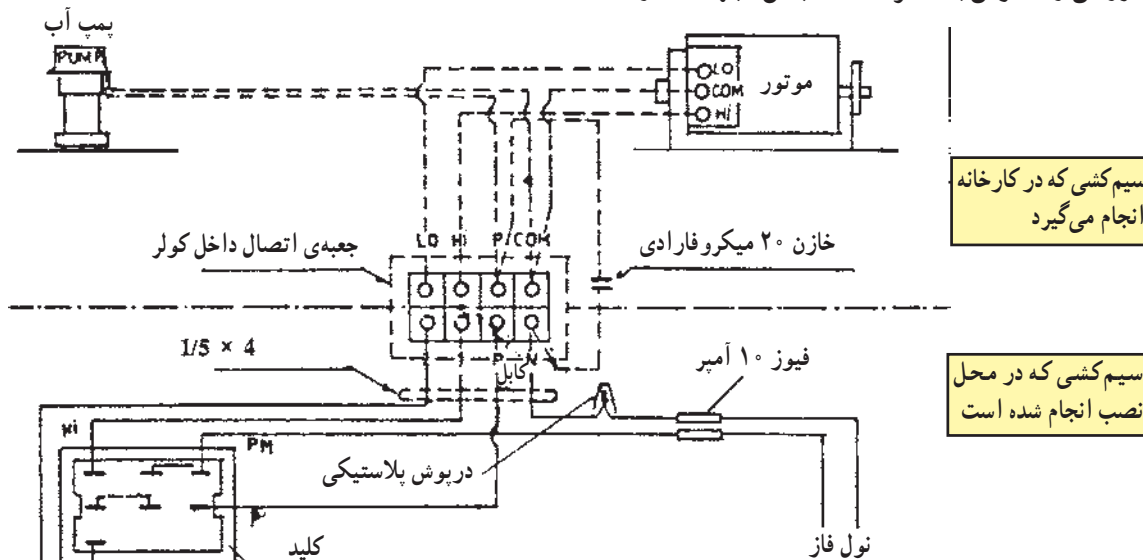 پمپ آب
PUMP
LO
COM
Hi
موتور
سیم‌کشی که در کارخانه
انجام می‌گیرد
LO Hi P COM
جعبه‌ی اتصال داخل کولر
خازن ۲۰ میکروفارادی
1/5 × 4
کابل
فیوز ۱۰ آمپر
سیم‌کشی که در محل
نصب انجام شده است
Hi
PM
درپوش پلاستیکی
P
کلید
نول فاز